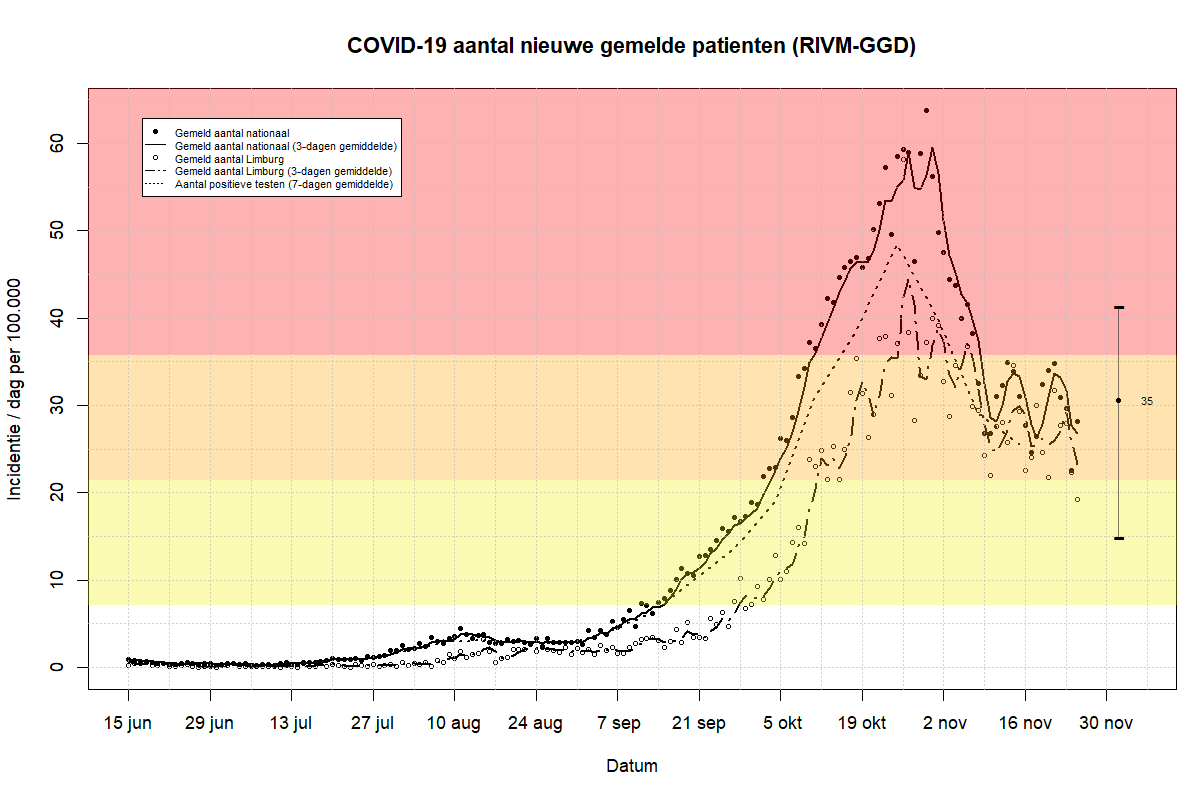 COVID-19 aantal nieuwe gemelde patienten (RIVM-GGD)
Gemeld aantal nationaal
Gemeld aantal nationaal (3-dagen gemiddelde)
Gemeld aantal Limburg
Gemeld aantal Limburg (3-dagen gemiddelde)
Aantal positieve testen (7-dagen gemiddelde)
Incidentie / dag per 100.000
60
50
40
30
20
10
0
35
15 jun 29 jun 13 jul 27 jul 10 aug 24 aug 7 sep 21 sep 5 okt 19 okt 2 nov 16 nov 30 nov
Datum